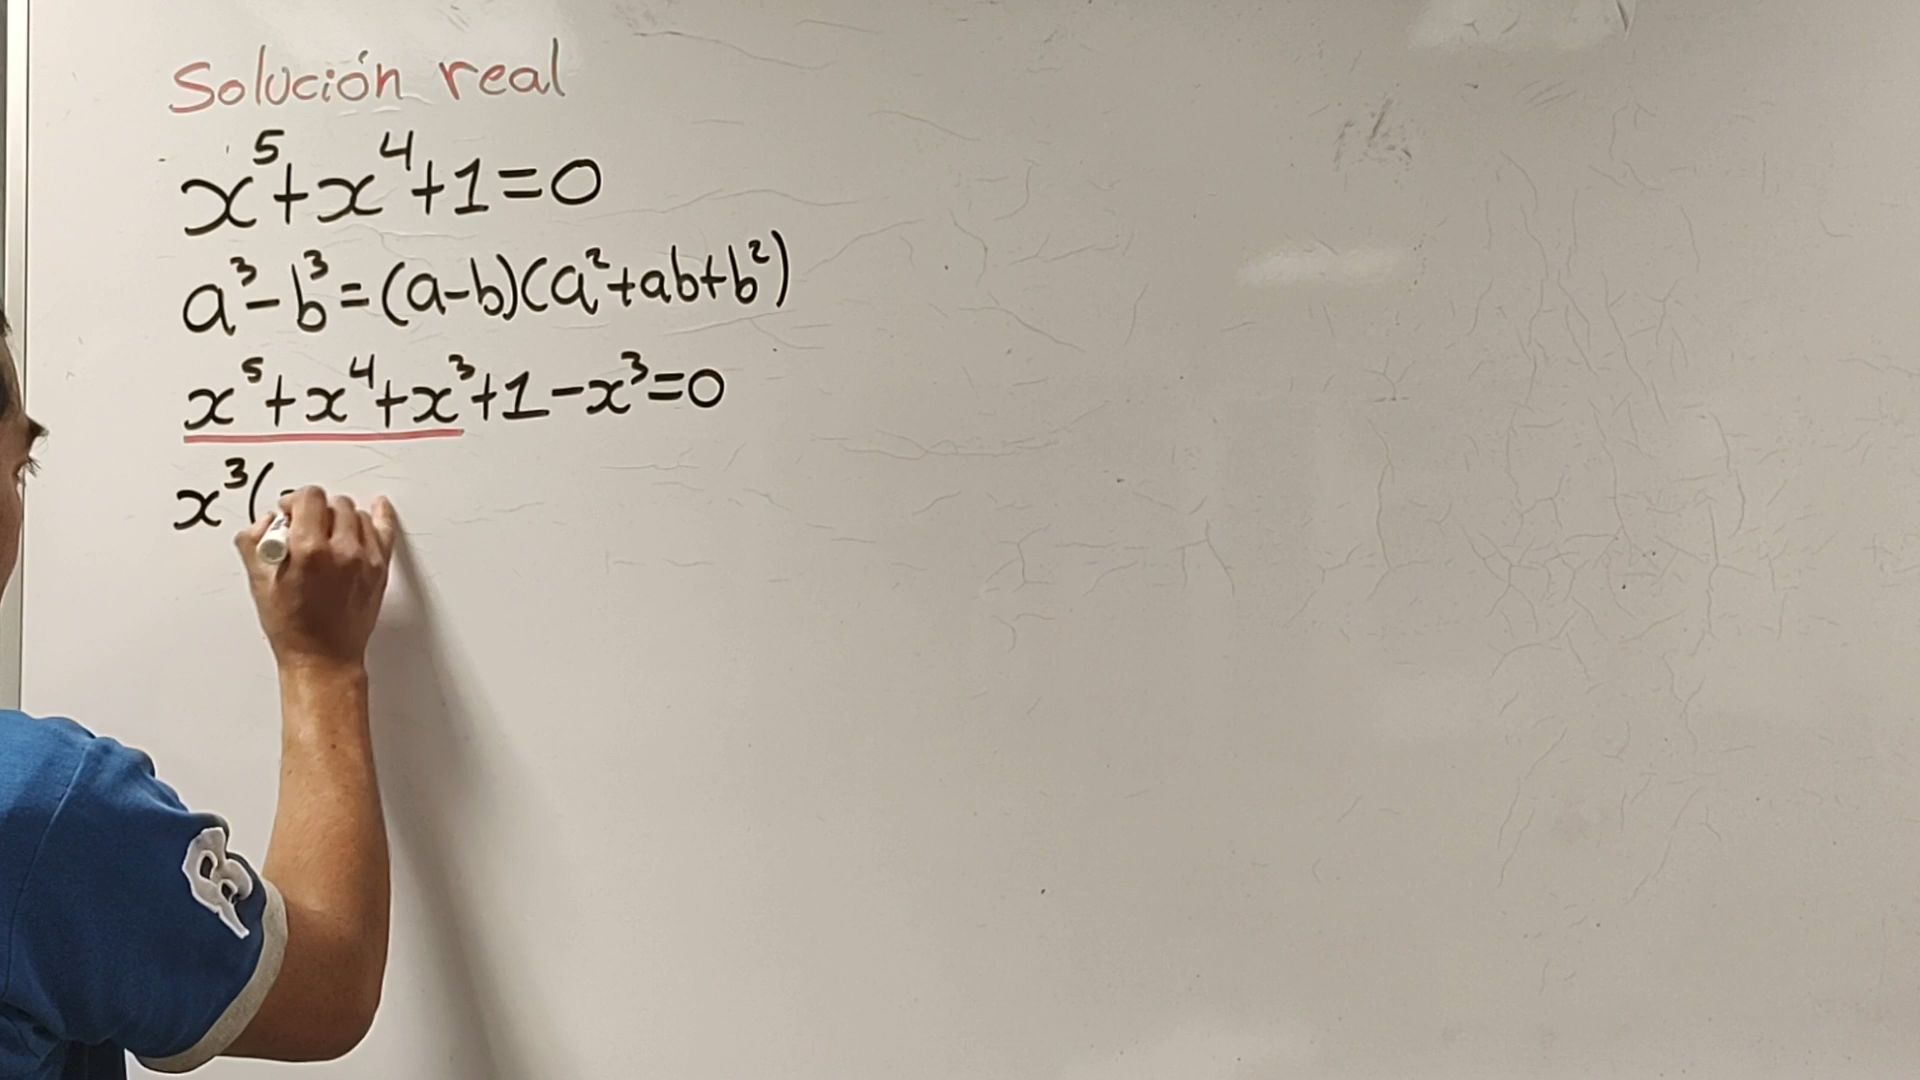 Solución real
x⁵+x⁴+1=0
a³-b³=(a-b)(a²+ab+b²)
x⁵+x⁴+x³+1-x³=0
x³(